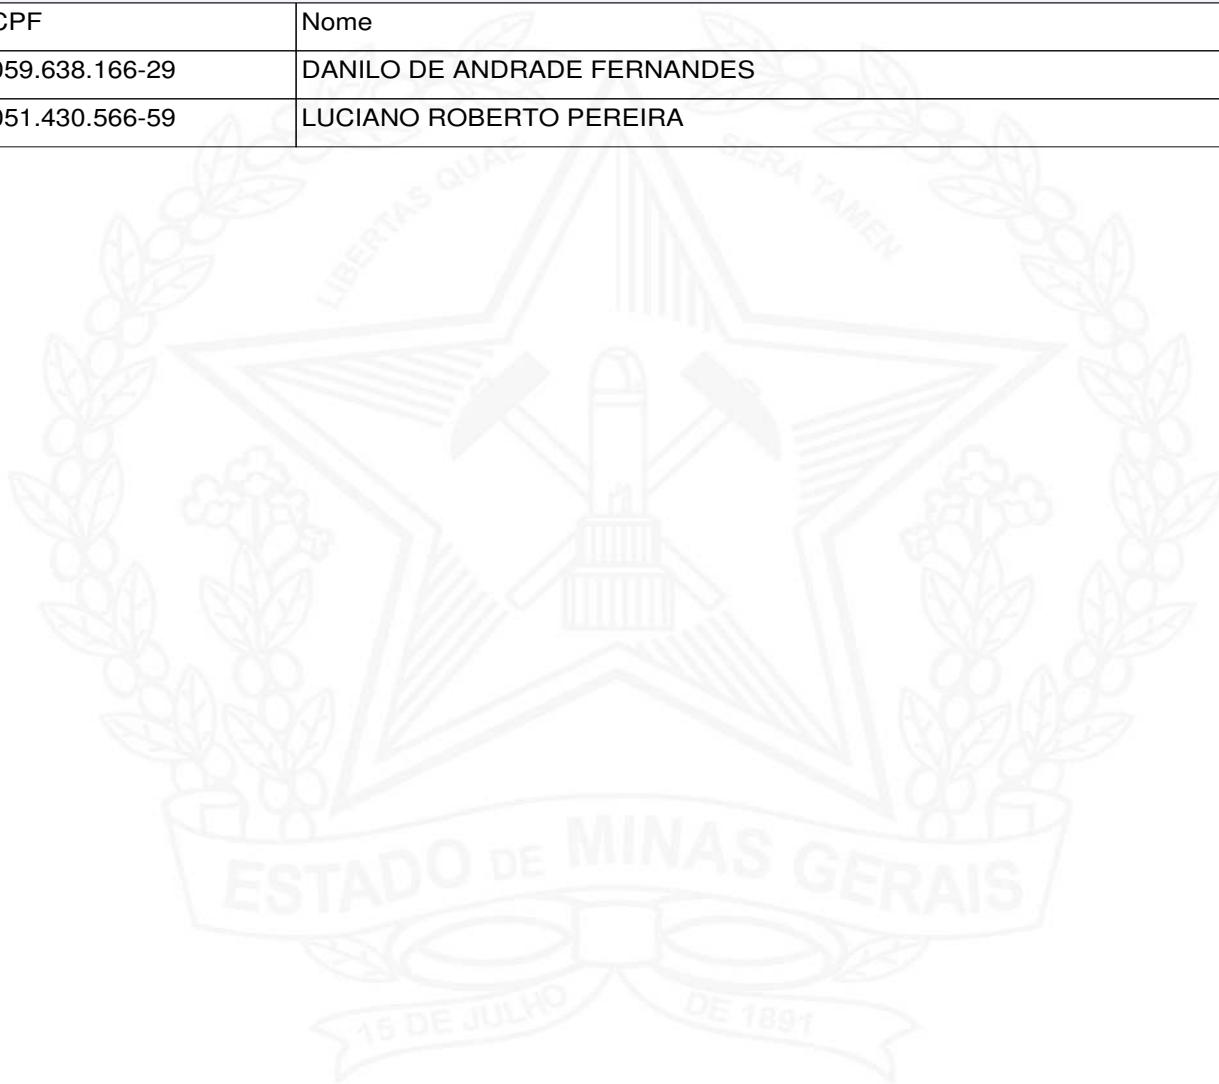 CPF Nome
059.638.166-29 DANILO DE ANDRADE FERNANDES
051.430.566-59 LUCIANO ROBERTO PEREIRA
LIBERTAS QUAE SERA TAMEN
ESTADO DE MINAS GERAIS
15 DE JULHO DE 1891